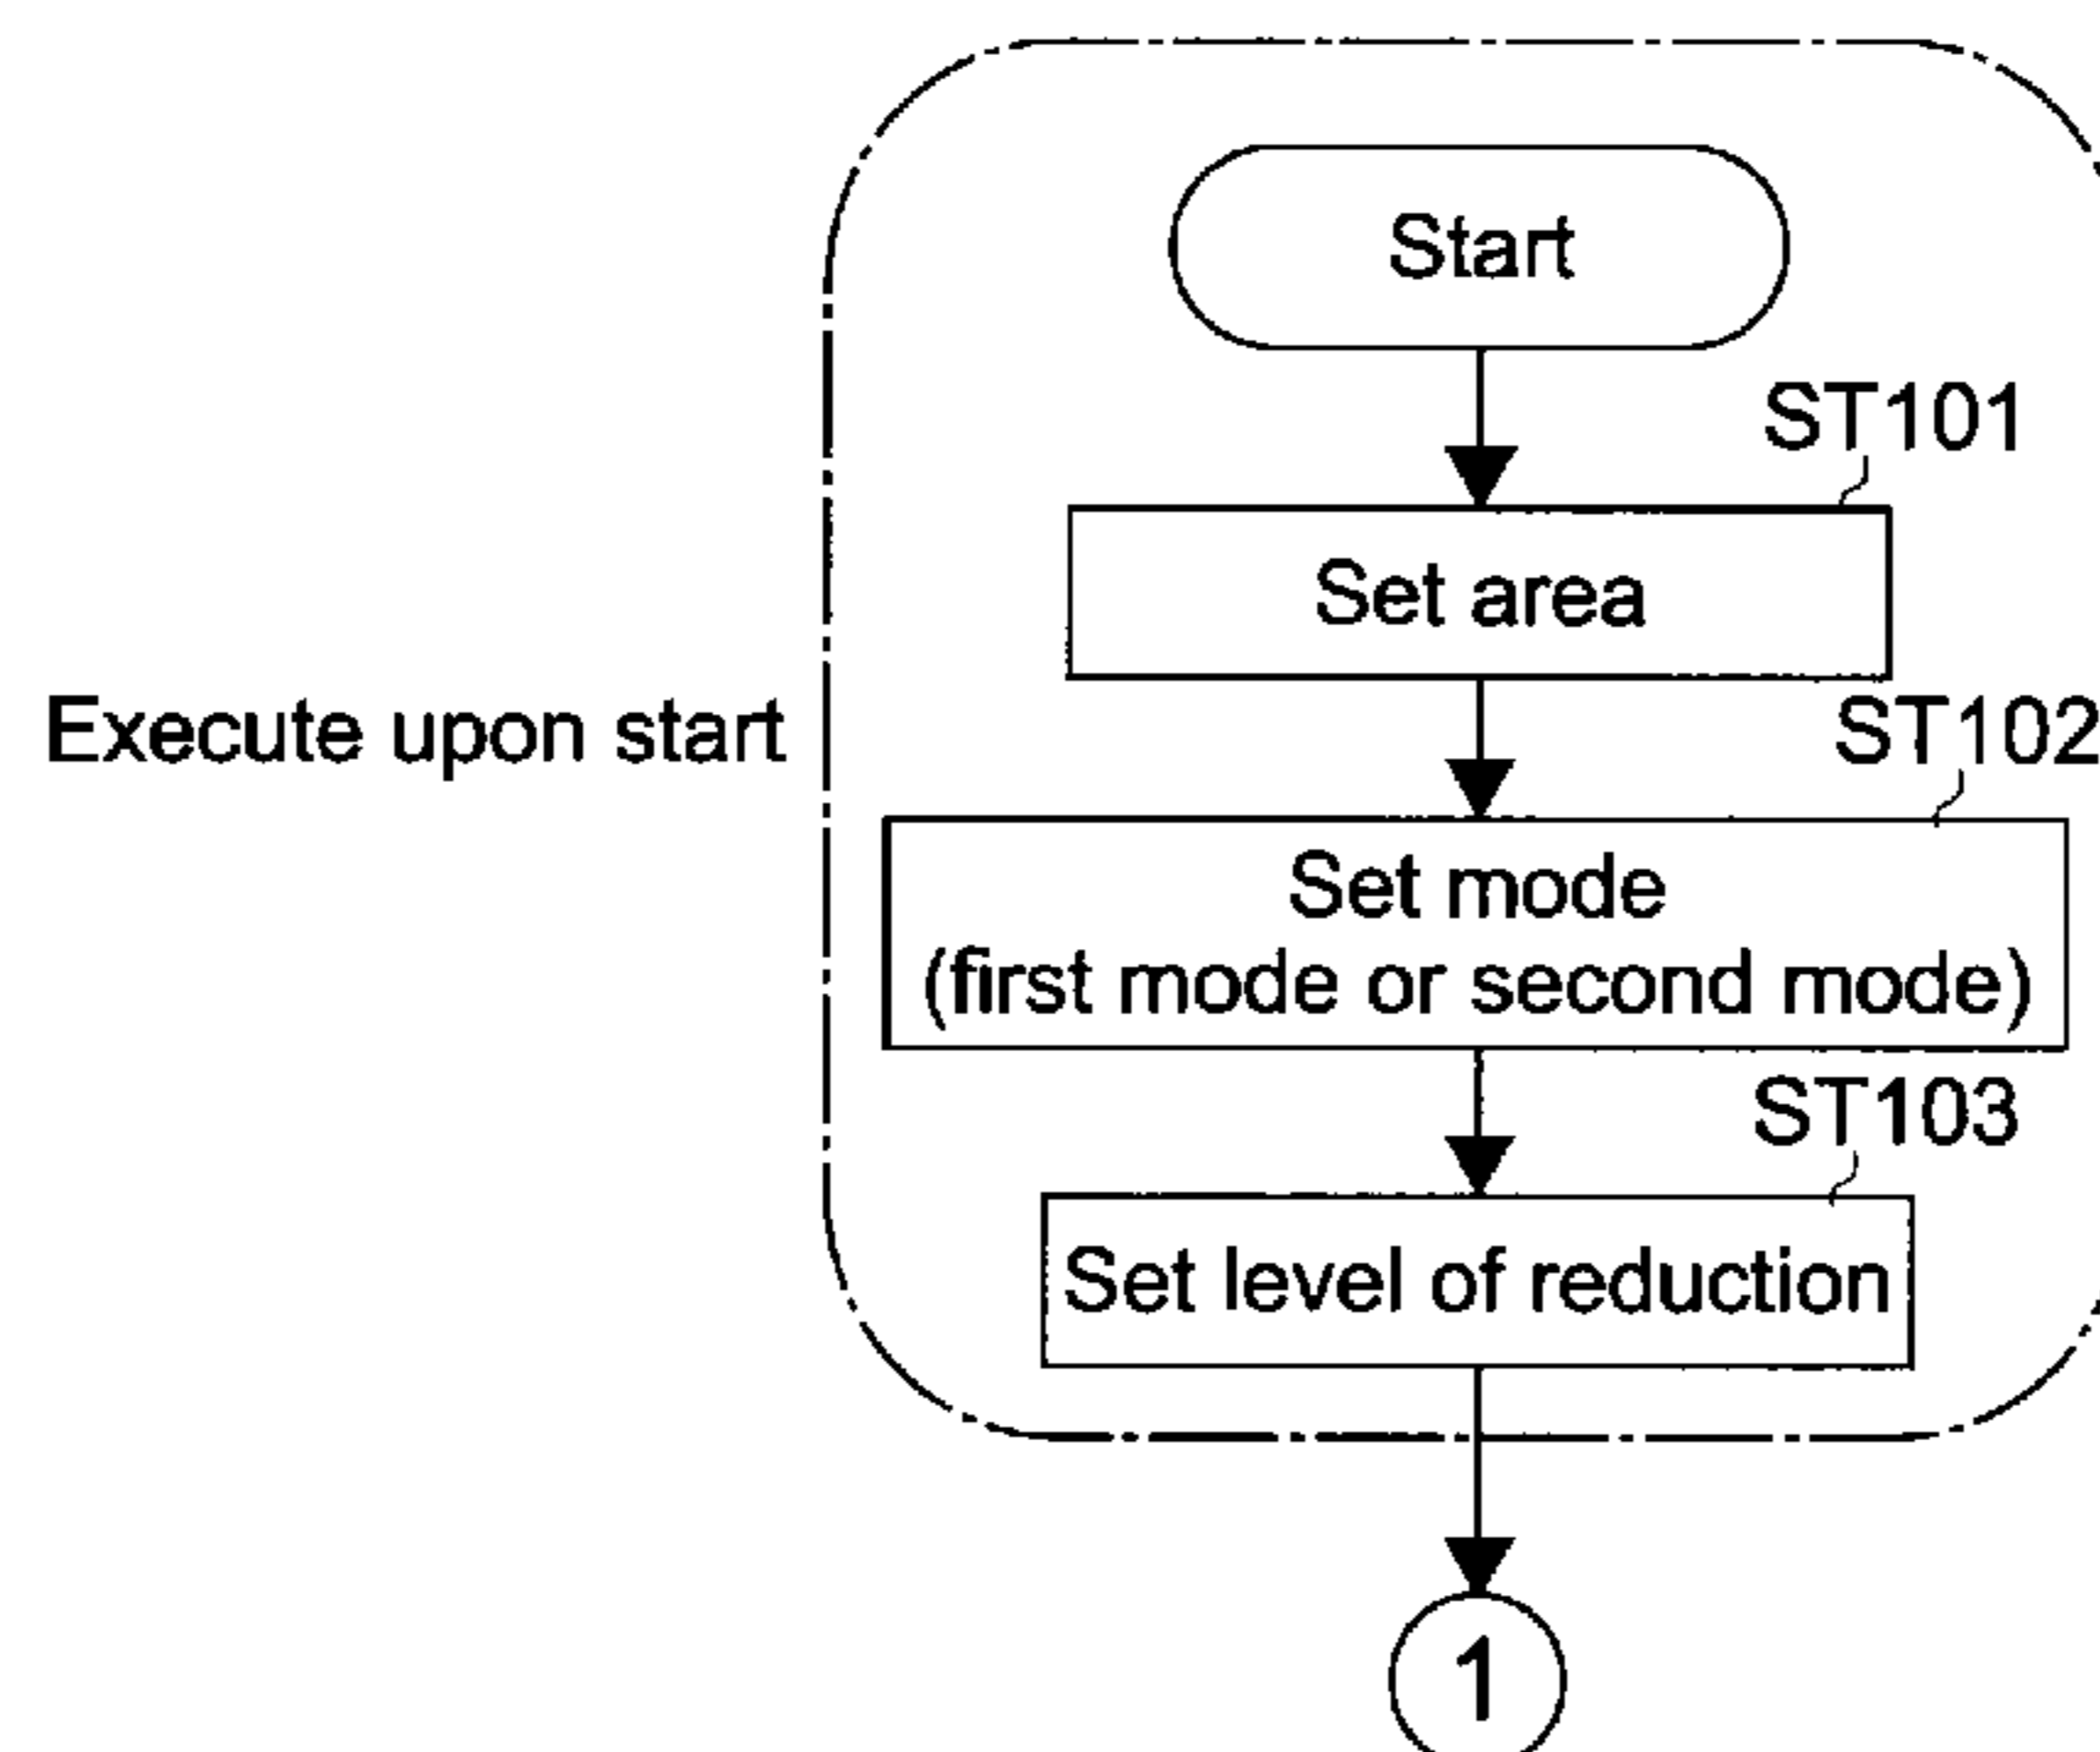 Start
ST101
Set area
Execute upon start
ST102
Set mode
(first mode or second mode)
ST103
Set level of reduction
1